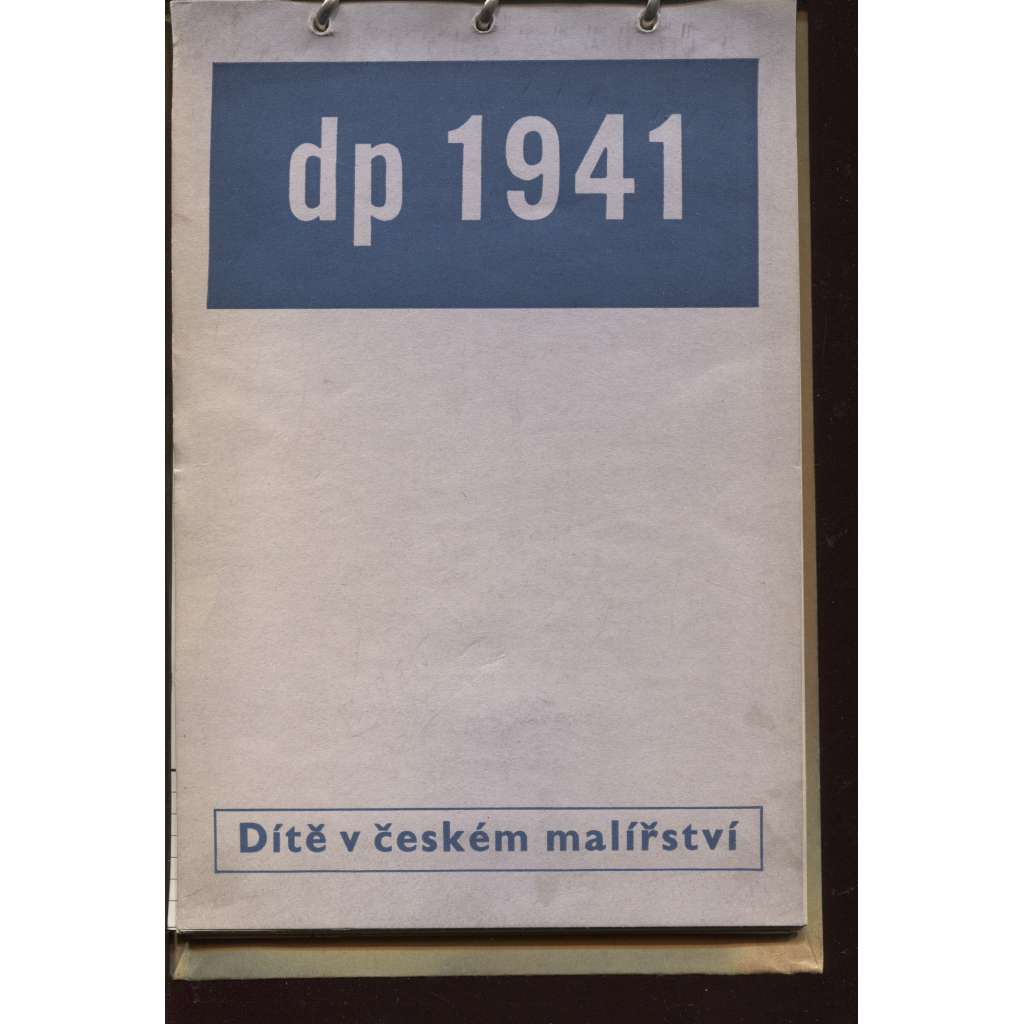 dp 1941
Dítě v českém malířství